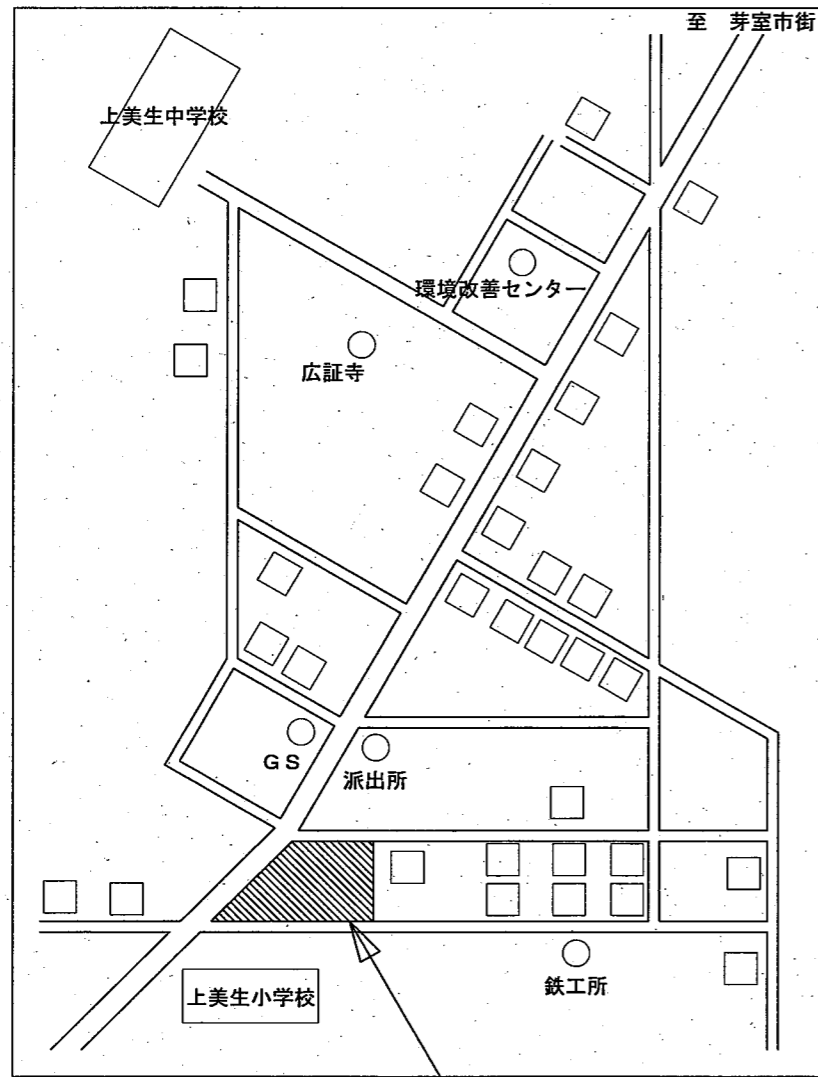 至　芽室市街
上美生中学校
環境改善センター
広証寺
ＧＳ
派出所
上美生小学校
鉄工所